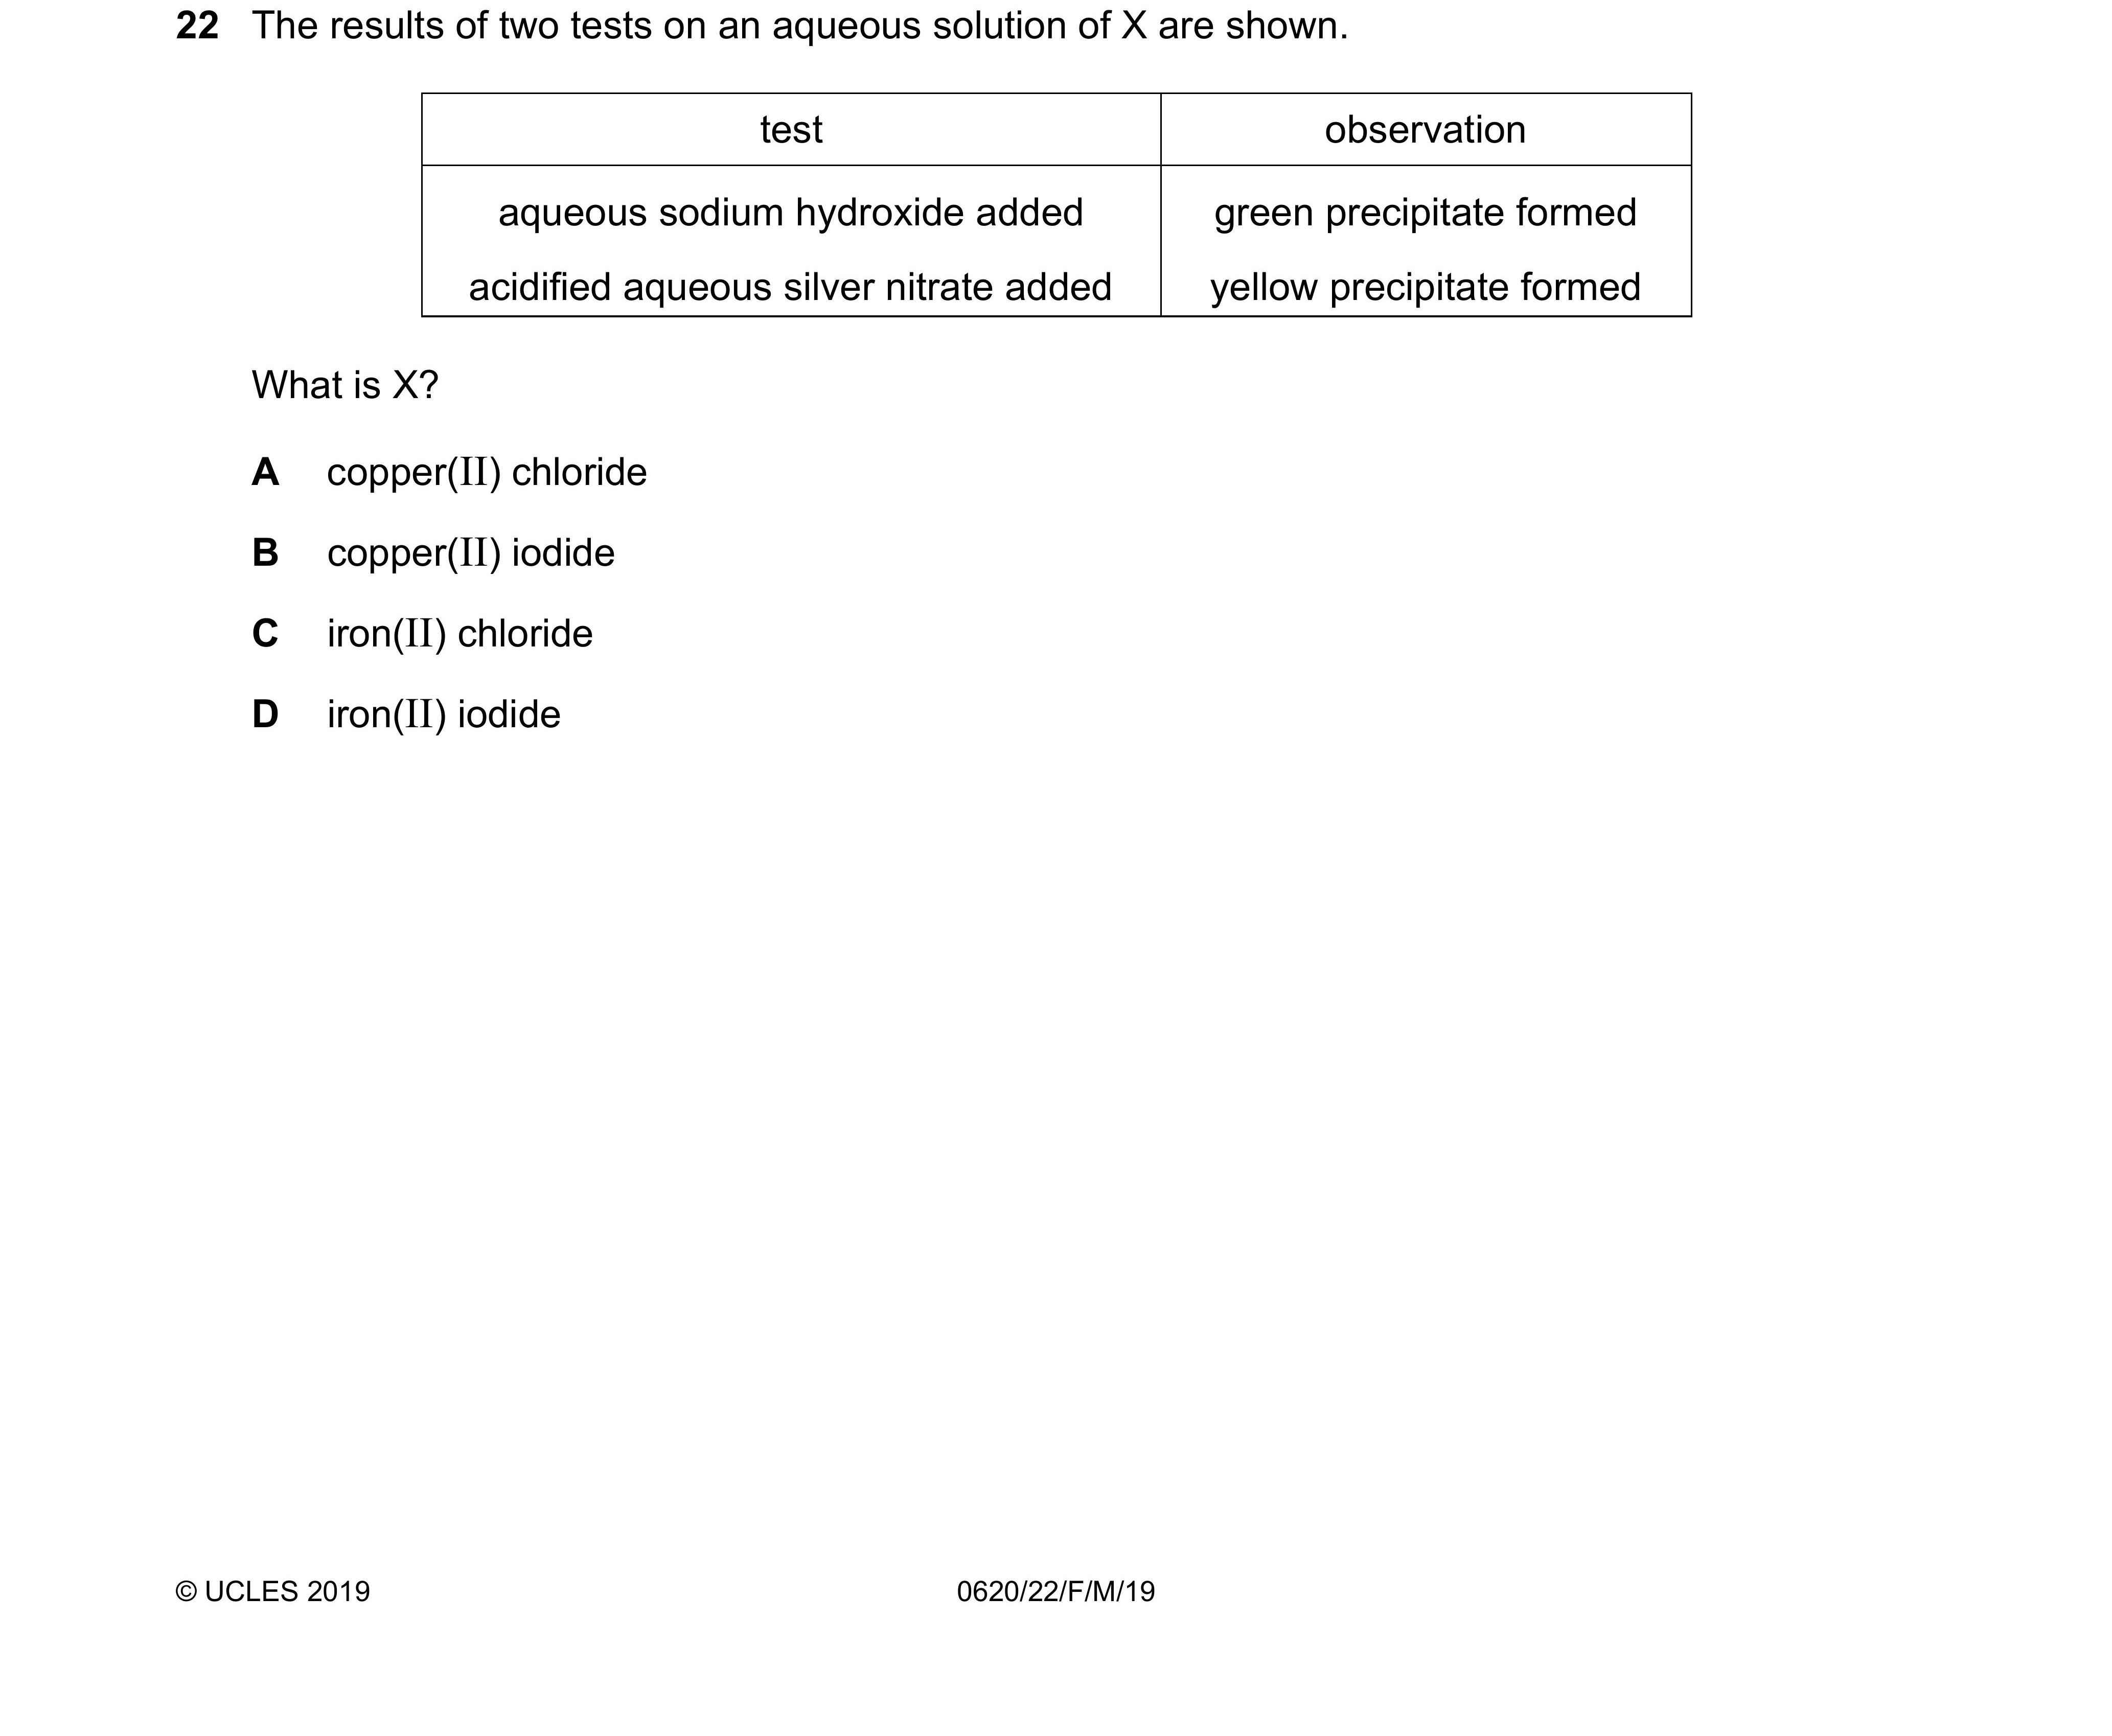 22 The results of two tests on an aqueous solution of X are shown.
test observation
aqueous sodium hydroxide added green precipitate formed
acidified aqueous silver nitrate added yellow precipitate formed
What is X?
A copper(II) chloride
B copper(II) iodide
C iron(II) chloride
D iron(II) iodide
© UCLES 2019 0620/22/F/M/19